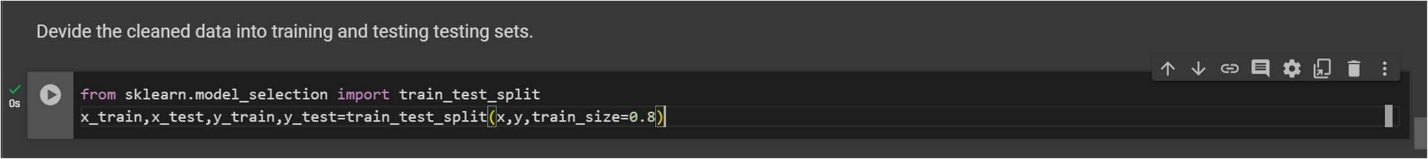 Devide the cleaned data into training and testing testing sets.
from sklearn.model_selection import train_test_split
0s
x_train,x_test,y_train,y_test=train_test_split(x,y,train_size=0.8)